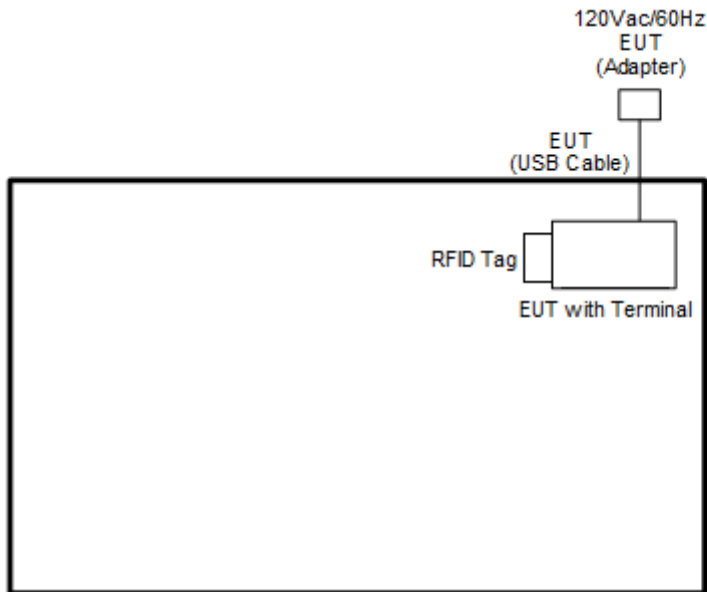 120Vac/60Hz
EUT
(Adapter)
EUT
(USB Cable)
RFID Tag
EUT with Terminal